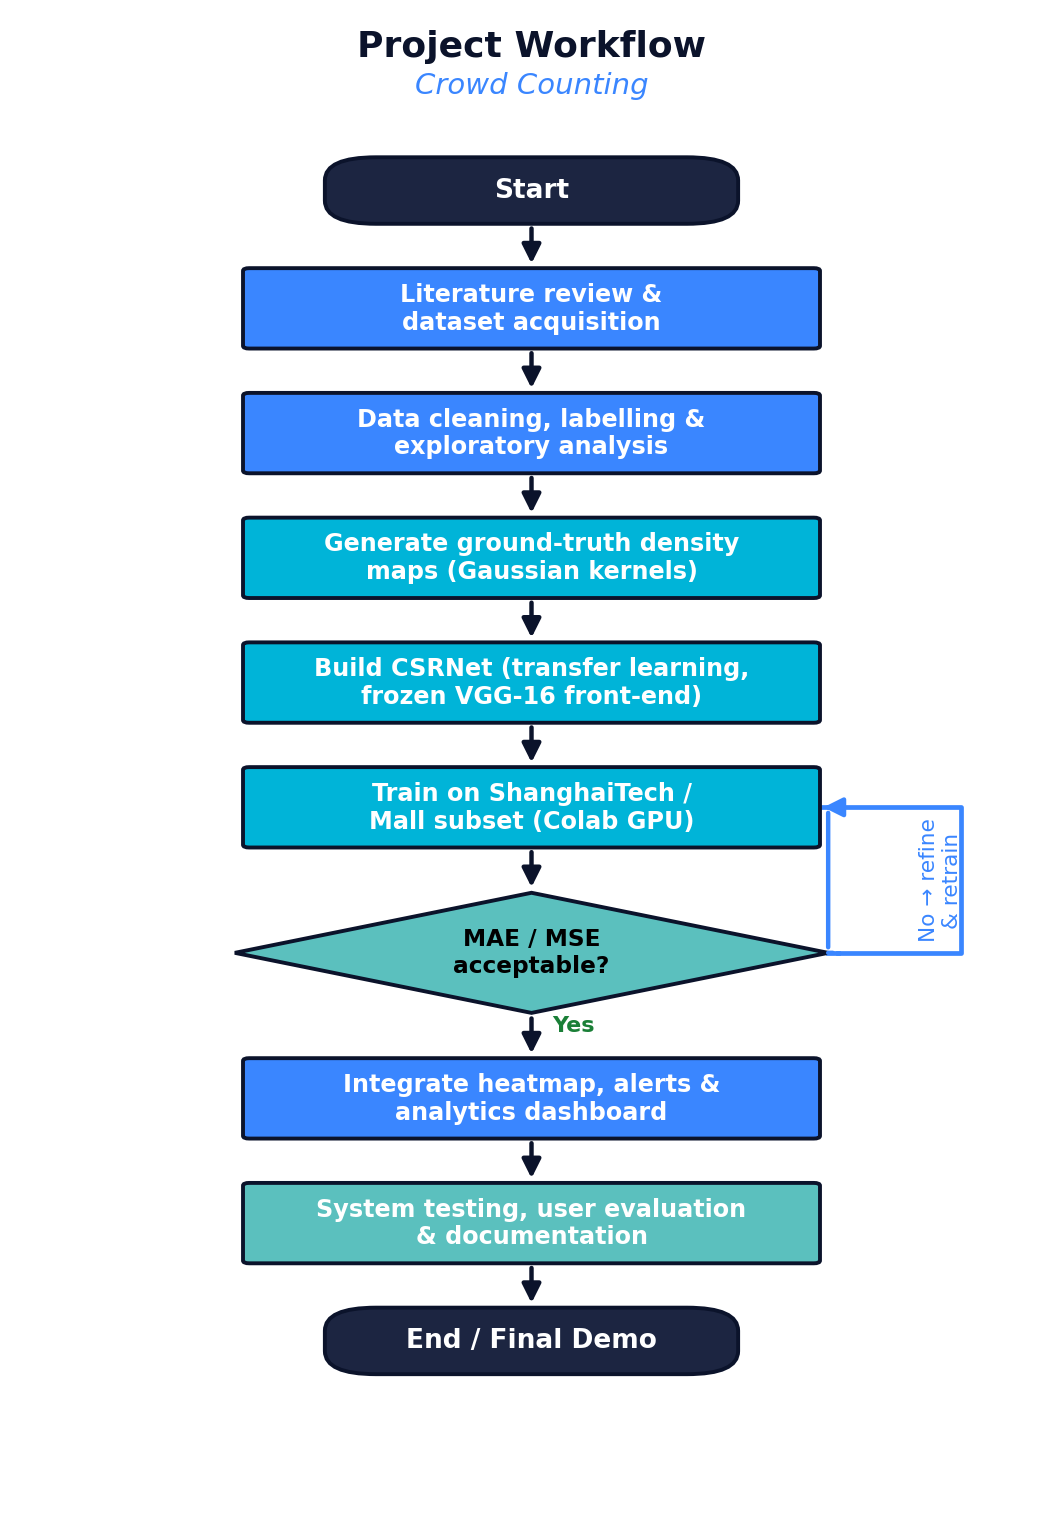 Project Workflow
Crowd Counting
Start
Literature review &
dataset acquisition
Data cleaning, labelling &
exploratory analysis
Generate ground-truth density
maps (Gaussian kernels)
Build CSRNet (transfer learning,
frozen VGG-16 front-end)
Train on ShanghaiTech /
Mall subset (Colab GPU)
No → refine
& retrain
MAE / MSE
acceptable?
Yes
Integrate heatmap, alerts &
analytics dashboard
System testing, user evaluation
& documentation
End / Final Demo